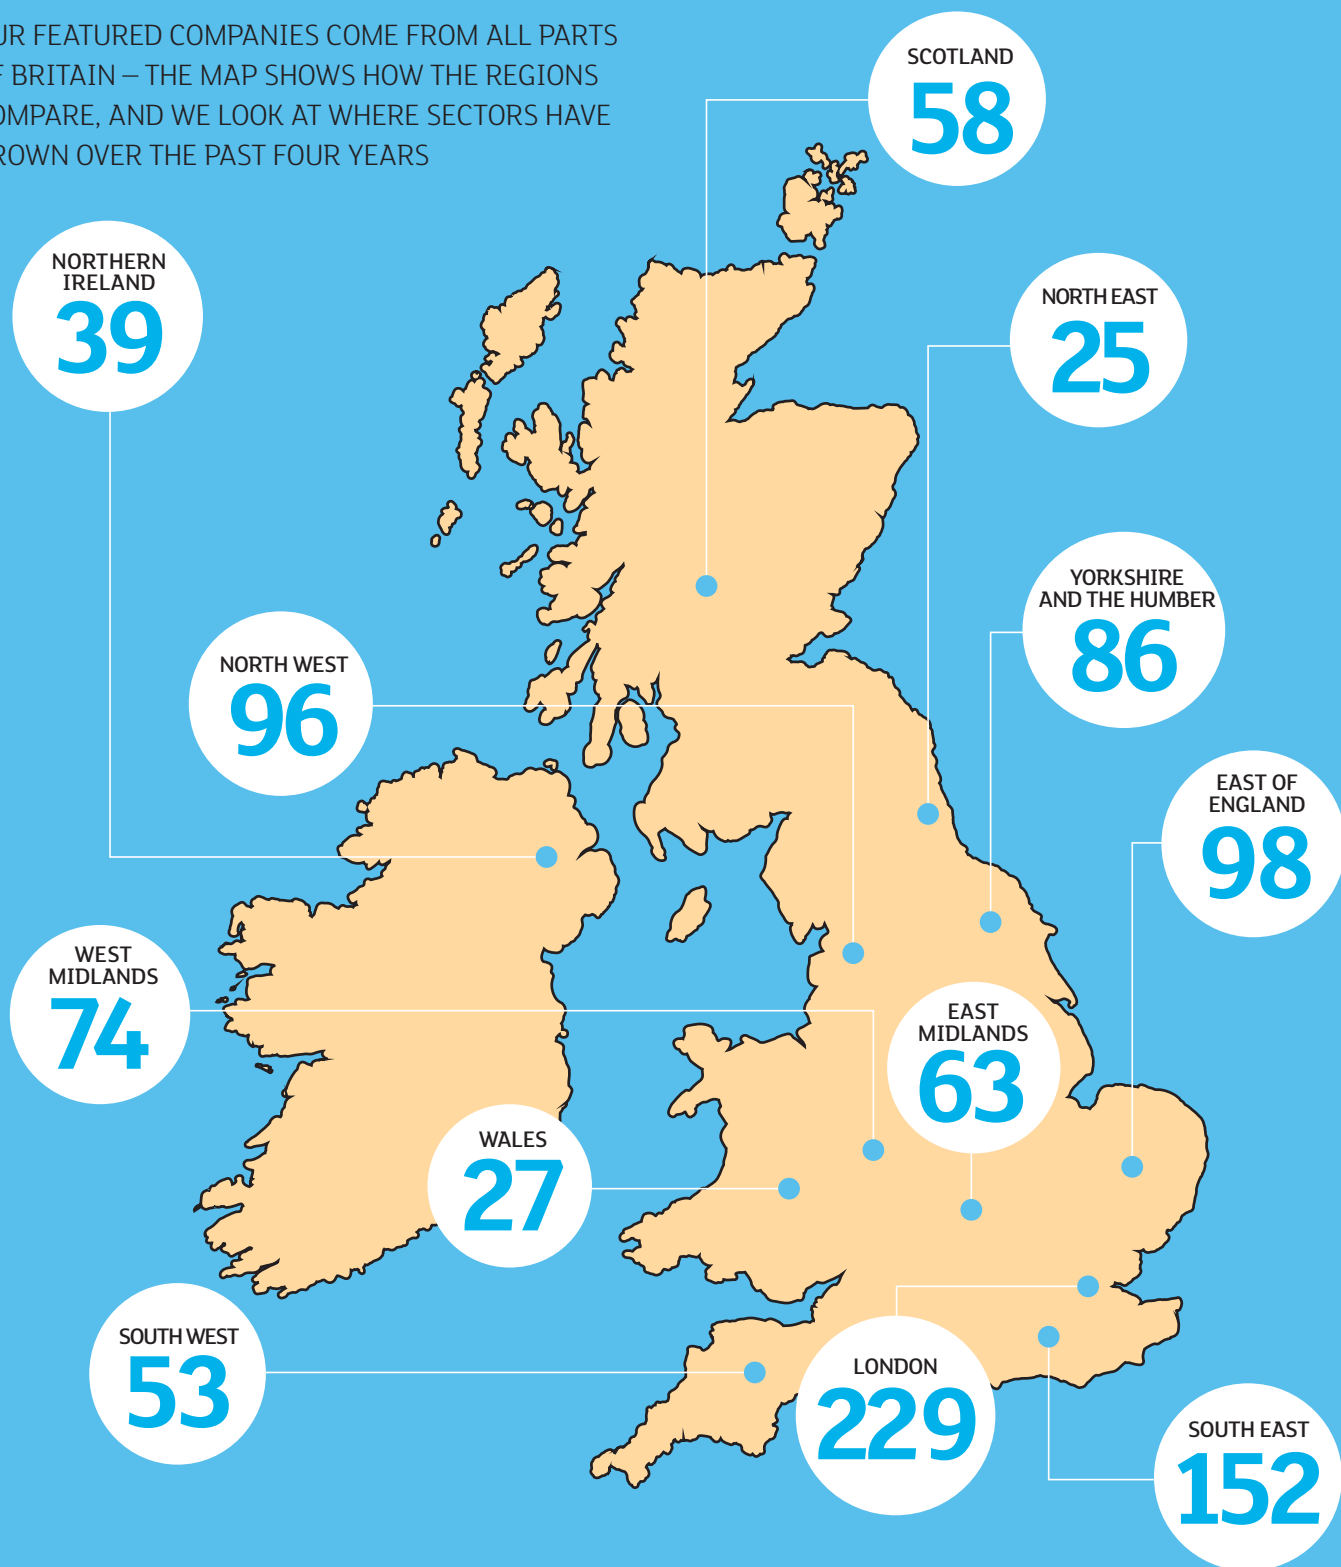 UR FEATURED COMPANIES COME FROM ALL PARTS
F BRITAIN – THE MAP SHOWS HOW THE REGIONS
OMPARE, AND WE LOOK AT WHERE SECTORS HAVE
ROWN OVER THE PAST FOUR YEARS
SCOTLAND
58
NORTHERN
IRELAND
39
NORTH EAST
25
YORKSHIRE
AND THE HUMBER
86
NORTH WEST
96
EAST OF
ENGLAND
98
WEST
MIDLANDS
74
EAST
MIDLANDS
63
WALES
27
SOUTH WEST
53
LONDON
229
SOUTH EAST
152